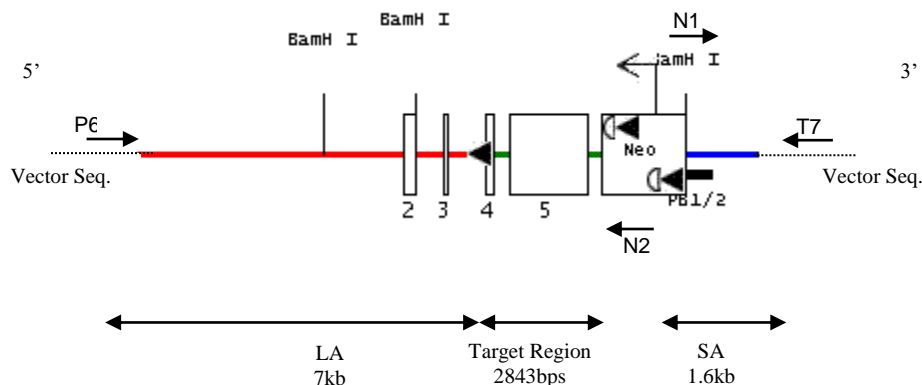 BamH I
BamH I
N1
5'
3'
amH I
P6
T7
Neo
Vector Seq.
Vector Seq.
PB1/2
2
3
4
5
N2
LA
Target Region
SA
7kb
2843bps
1.6kb